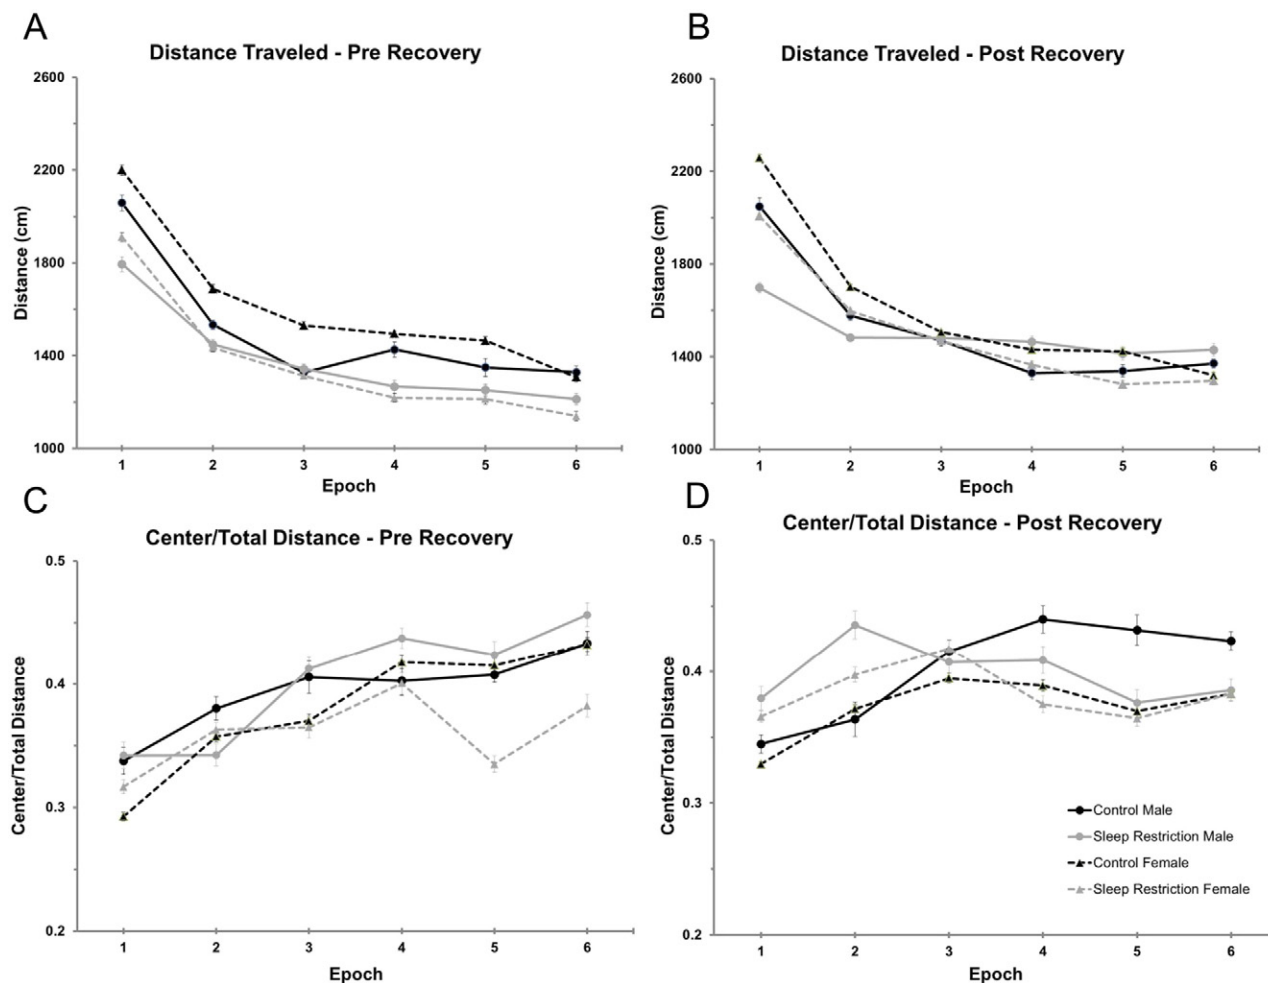 A
Distance Traveled - Pre Recovery
2600
2200
1800
1400
1000
Distance (cm)
1 2 3 4 5 6
Epoch
B
Distance Traveled - Post Recovery
2600
2200
1800
1400
1000
Distance (cm)
1 2 3 4 5 6
Epoch
C
Center/Total Distance - Pre Recovery
0.5
0.4
0.3
0.2
Center/Total Distance
1 2 3 4 5 6
Epoch
D
Center/Total Distance - Post Recovery
0.5
0.4
0.3
0.2
Center/Total Distance
1 2 3 4 5 6
Epoch
Control Male
Sleep Restriction Male
Control Female
Sleep Restriction Female